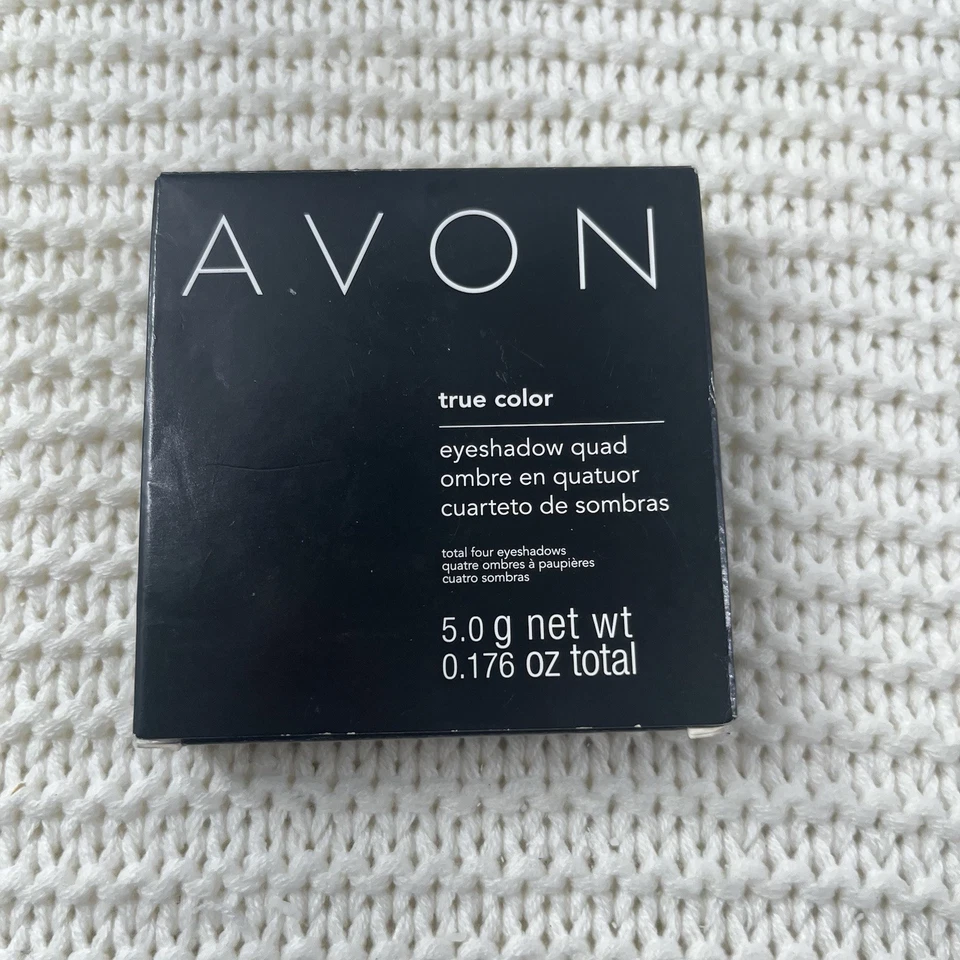 AVON
true color
eyeshadow quad
ombre en quatuor
cuarteto de sombras
total four eyeshadows
quatre ombres à paupières
cuatro sombras
5.0 g net wt
0.176 oz total